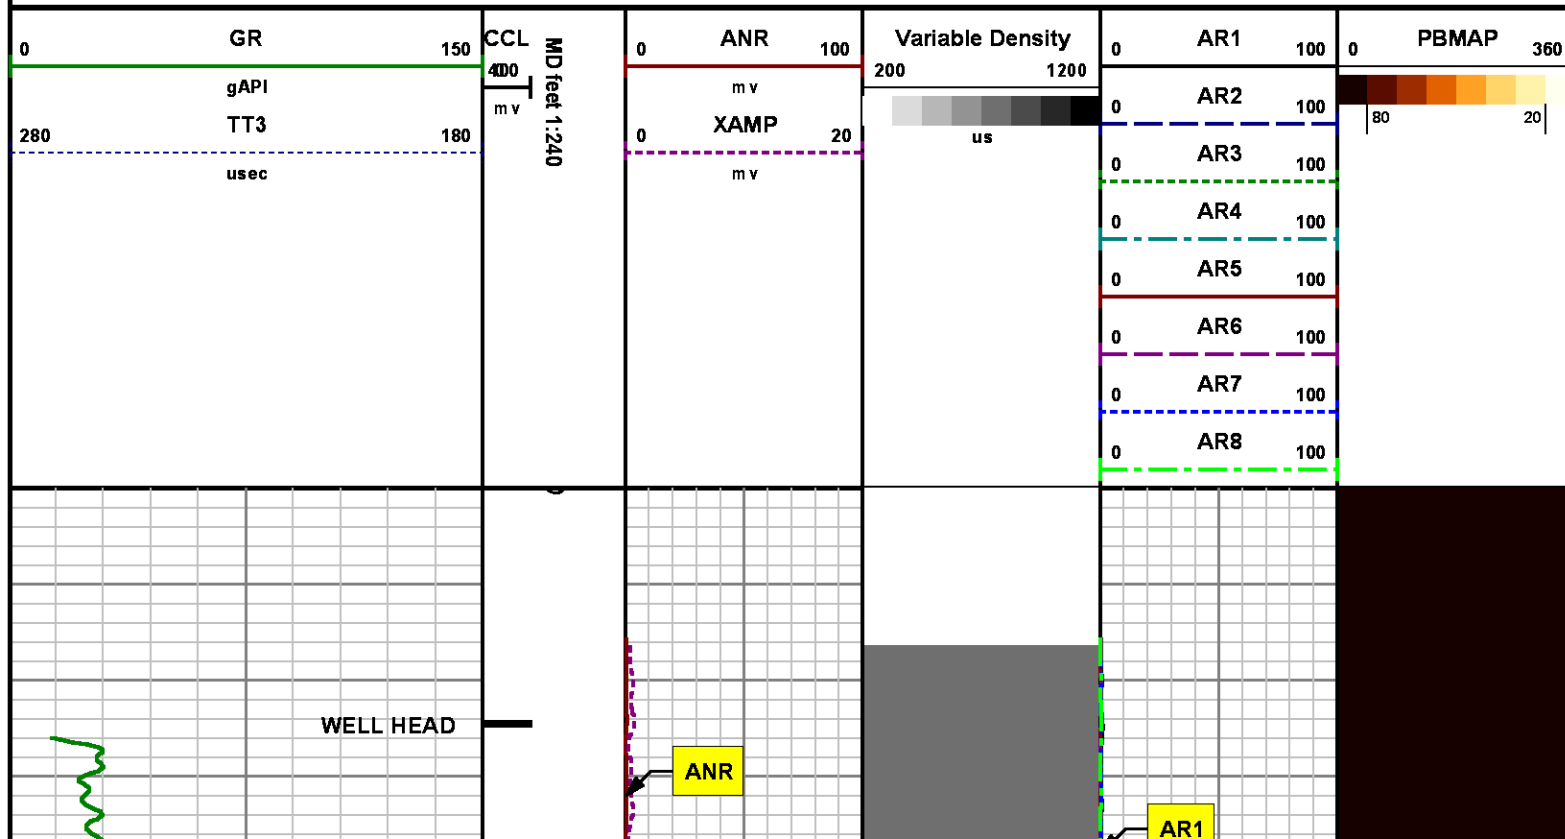 GR
0 150
gAPI
TT3
280 180
usec
CCL
400
mv
MD feet 1:240
ANR
0 100
mv
XAMP
0 20
mv
Variable Density
200 1200
us
AR1
0 100
AR2
0 100
AR3
0 100
AR4
0 100
AR5
0 100
AR6
0 100
AR7
0 100
AR8
0 100
PBMAP
0 360
80 20
WELL HEAD
ANR
AR1